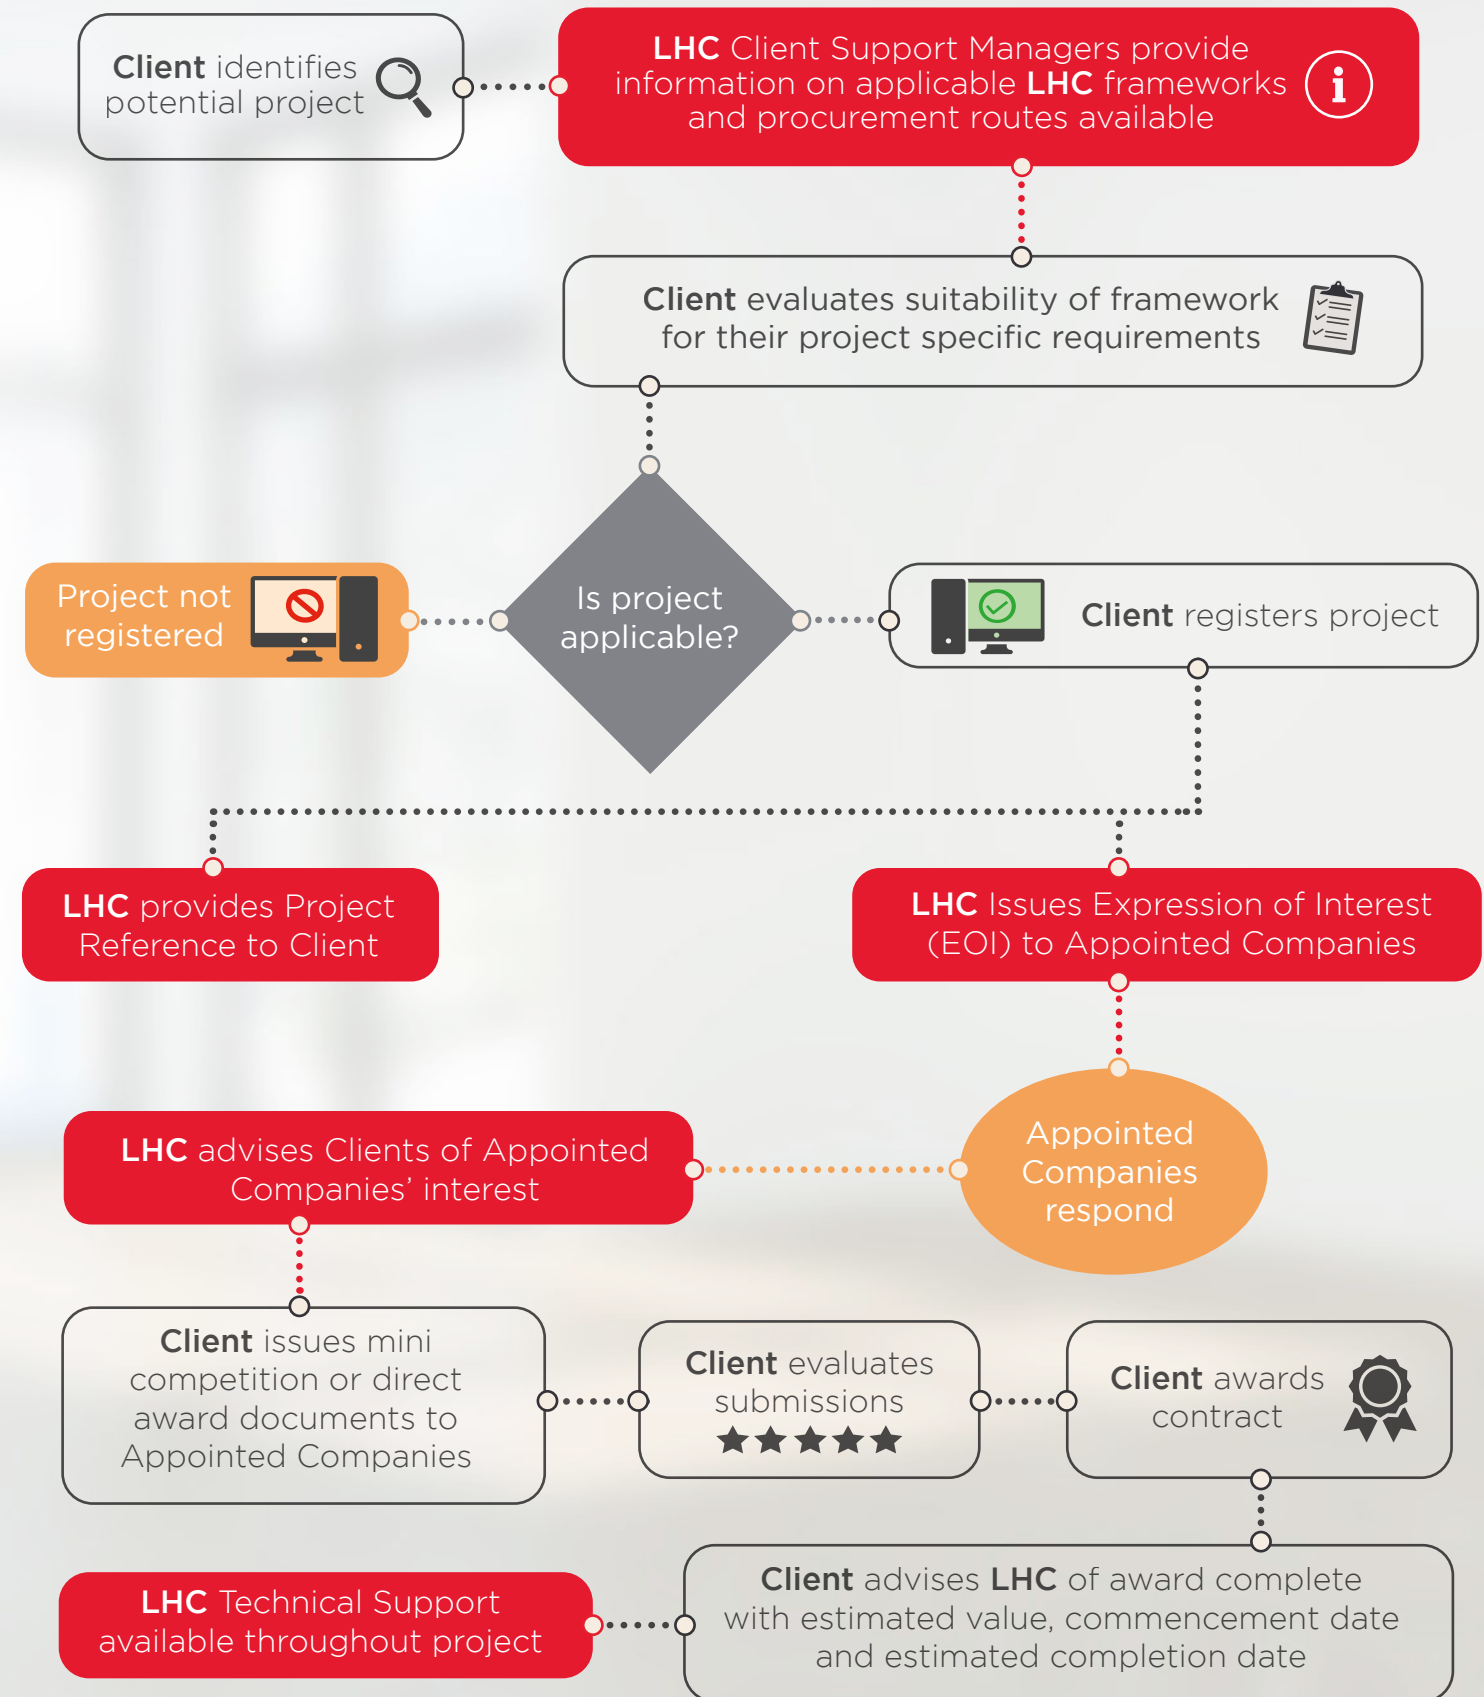 Client identifies
potential project
LHC Client Support Managers provide
information on applicable LHC frameworks
and procurement routes available
Client evaluates suitability of framework
for their project specific requirements
Project not
registered
Is project
applicable?
Client registers project
LHC provides Project
Reference to Client
LHC Issues Expression of Interest
(EOI) to Appointed Companies
Appointed
Companies
respond
LHC advises Clients of Appointed
Companies’ interest
Client issues mini
competition or direct
award documents to
Appointed Companies
Client evaluates
submissions
Client awards
contract
Client advises LHC of award complete
with estimated value, commencement date
and estimated completion date
LHC Technical Support
available throughout project